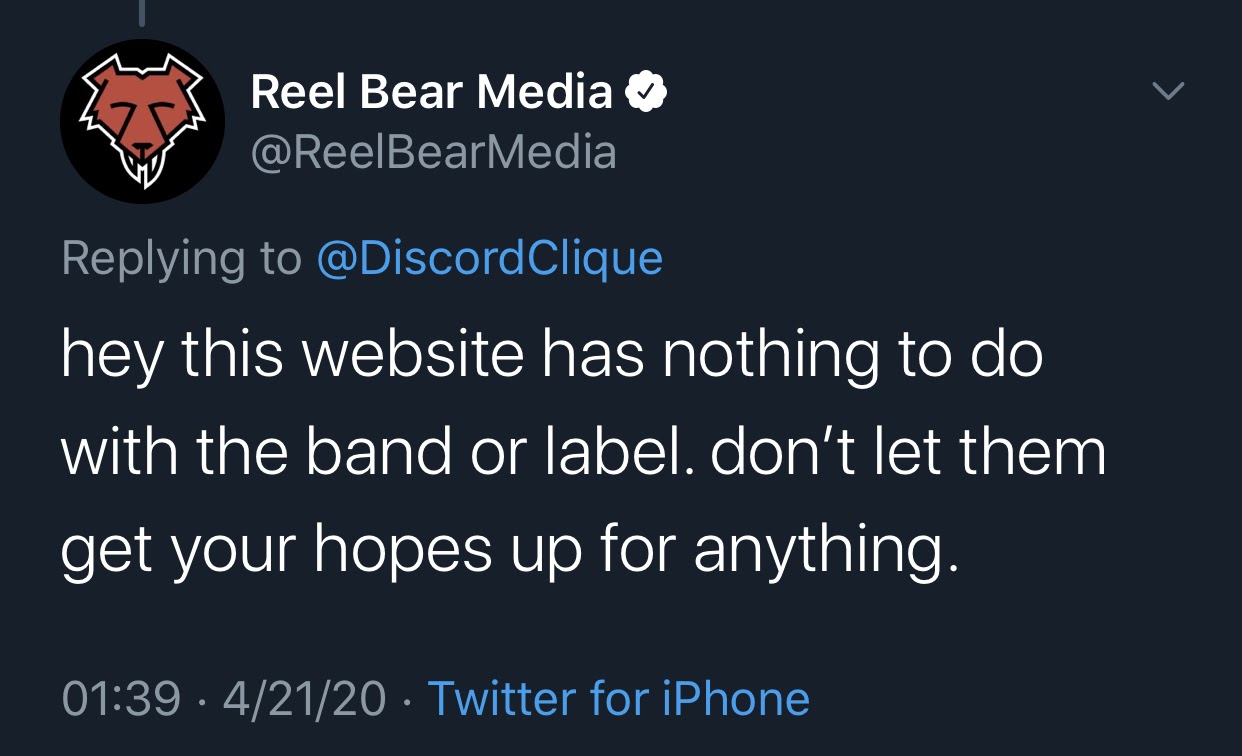 Reel Bear Media
@ReelBearMedia
Replying to @DiscordClique
hey this website has nothing to do
with the band or label. don’t let them
get your hopes up for anything.
01:39 · 4/21/20 · Twitter for iPhone